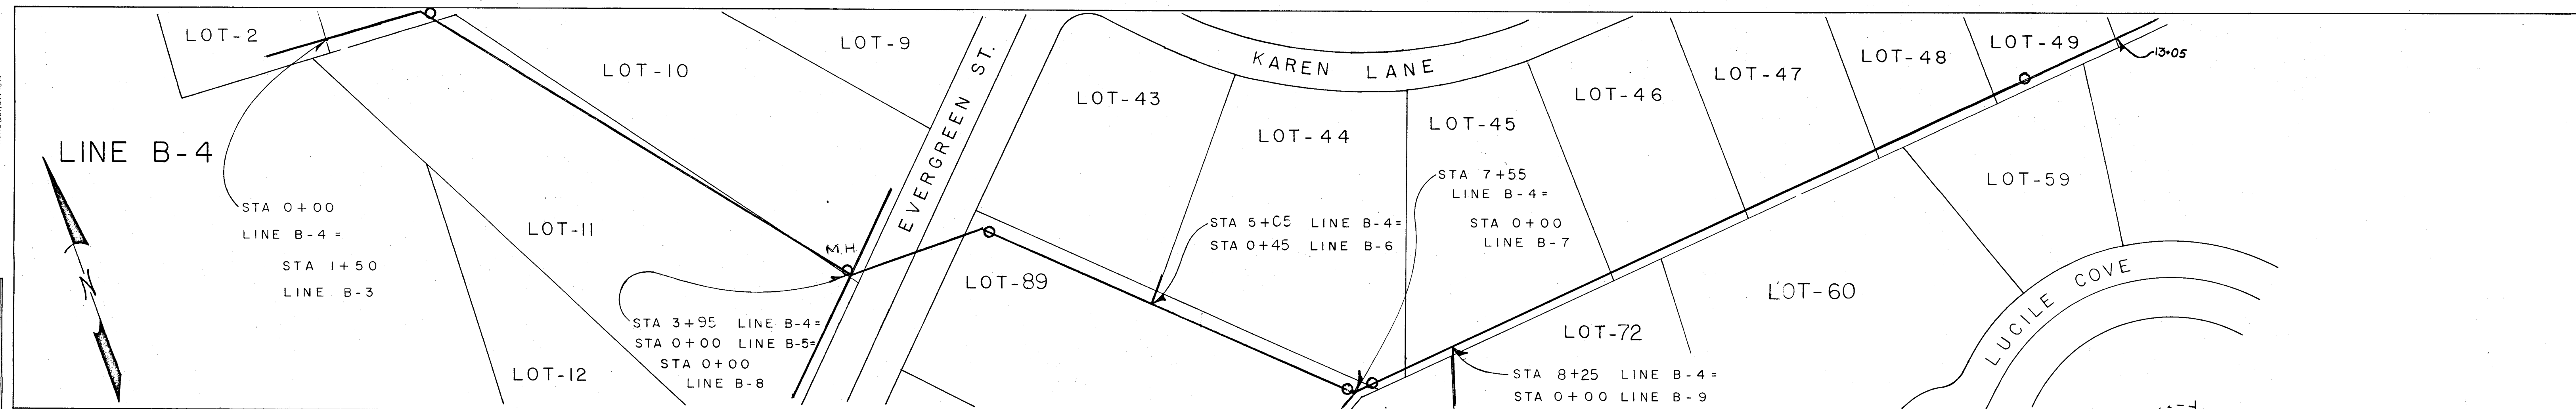 LOT-2
LOT-10
LOT-9
EVERGREEN ST.
LOT-43
KAREN LANE
LOT-44
LOT-45
LOT-46
LOT-47
LOT-48
LOT-49
13+05
LINE B-4
N
STA 0+00
LINE B-4=
STA 1+50
LINE B-3
LOT-11
LOT-12
M.H.
STA 3+95 LINE B-4=
STA 0+00 LINE B-5=
STA 0+00
LINE B-8
LOT-89
STA 5+05 LINE B-4=
STA 0+45 LINE B-6
STA 7+55
LINE B-4=
STA 0+00
LINE B-7
LOT-59
LOT-60
LOT-72
STA 8+25 LINE B-4=
STA 0+00 LINE B-9
LUCILE COVE